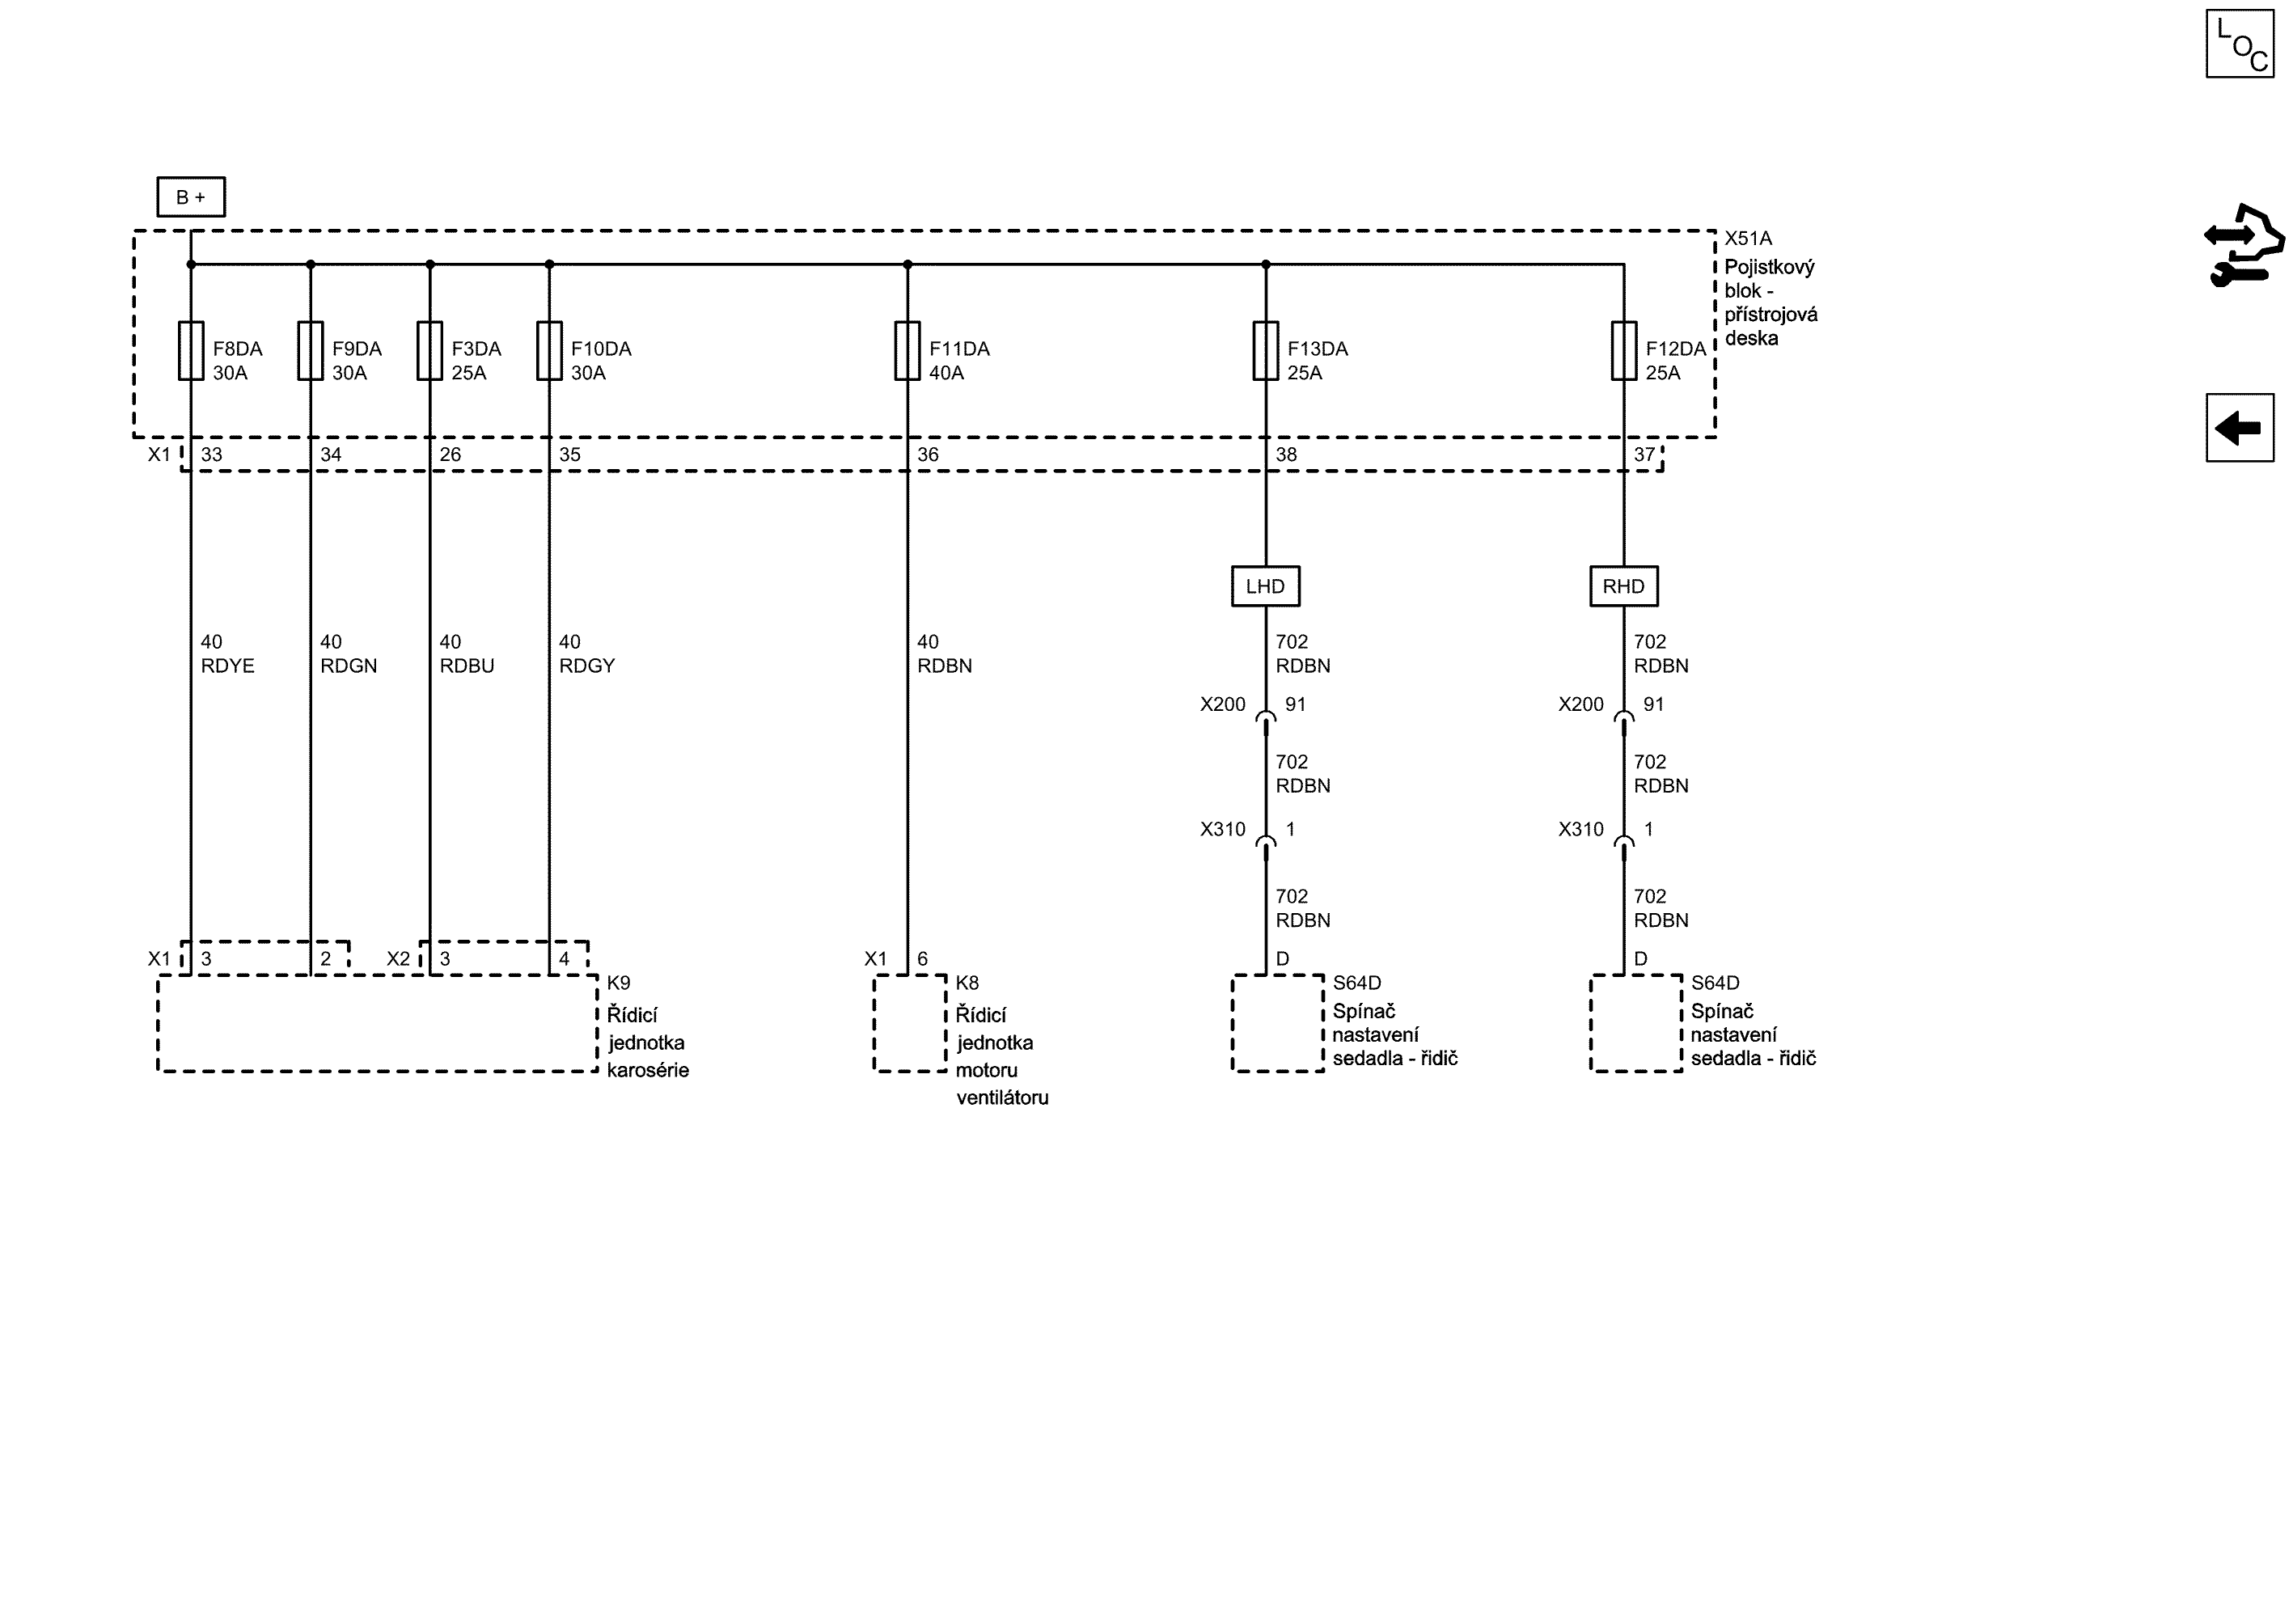 LOC
B +
X51A
Pojistkový
blok -
přístrojová
deska
F8DA
30A
F9DA
30A
F3DA
25A
F10DA
30A
F11DA
40A
F13DA
25A
F12DA
25A
X1 33 34 26 35 36 38 37
LHD
RHD
40
RDYE
40
RDGN
40
RDBU
40
RDGY
40
RDBN
702
RDBN
702
RDBN
X200 91
X200 91
702
RDBN
702
RDBN
X310 1
X310 1
702
RDBN
702
RDBN
X1 3 2 X2 3 4 X1 6 D D
K9
Řídicí
jednotka
karosérie
K8
Řídicí
jednotka
motoru
ventilátoru
S64D
Spínač
nastavení
sedadla - řidič
S64D
Spínač
nastavení
sedadla - řidič